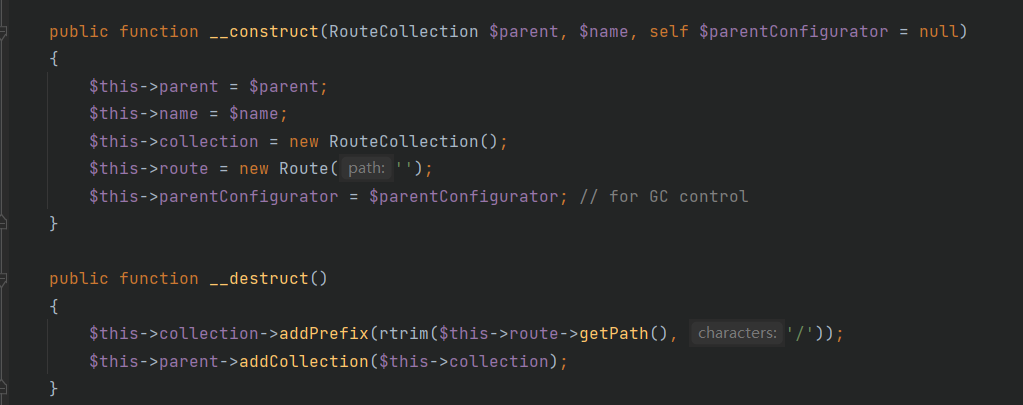 public function __construct(RouteCollection $parent, $name, self $parentConfigurator = null)
{
$this->parent = $parent;
$this->name = $name;
$this->collection = new RouteCollection();
$this->route = new Route( path: '');
$this->parentConfigurator = $parentConfigurator; // for GC control
}
public function __destruct()
{
$this->collection->addPrefix(rtrim($this->route->getPath(), characters: '/'));
$this->parent->addCollection($this->collection);
}